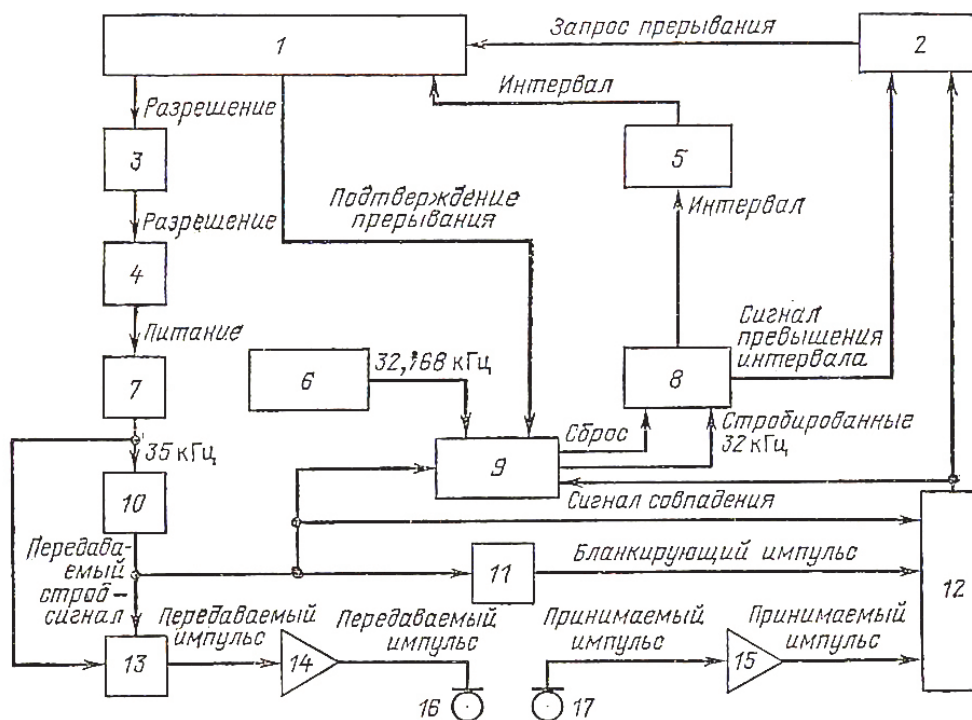 1
Запрос прерывания
2
Разрешение
Интервал
3
5
Подтверждение
прерывания
Разрешение
Интервал
4
Питание
Сигнал
превышения
интервала
6
32,768 кГц
7
8
Сброс
Стробированные
32 кГц
35 кГц
9
10
Сигнал совпадения
Передава-
емый
строб-
сигнал
11
Бланкирующий импульс
12
Передаваемый
импульс
Передаваемый
импульс
Принимаемый
импульс
Принимаемый
импульс
13
14
15
16
17